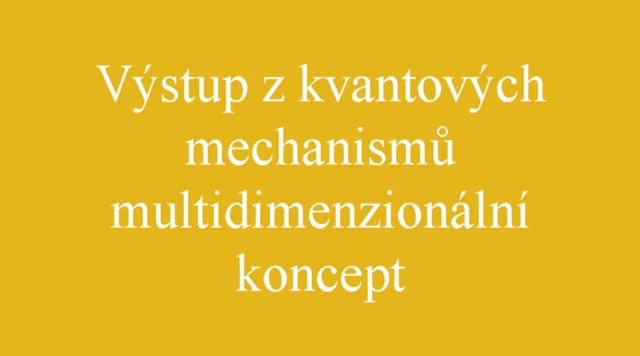 Výstup z kvantových
mechanismů
multidimenzionální
koncept